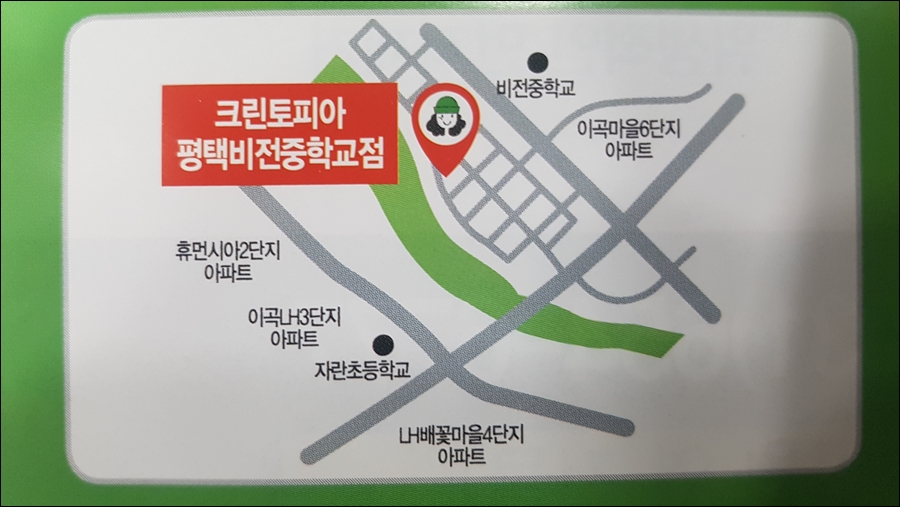 비전중학교
크린토피아
평택비전중학교점
이곡마을6단지
아파트
휴먼시아2단지
아파트
이곡LH3단지
아파트
자란초등학교
LH배꽃마을4단지
아파트